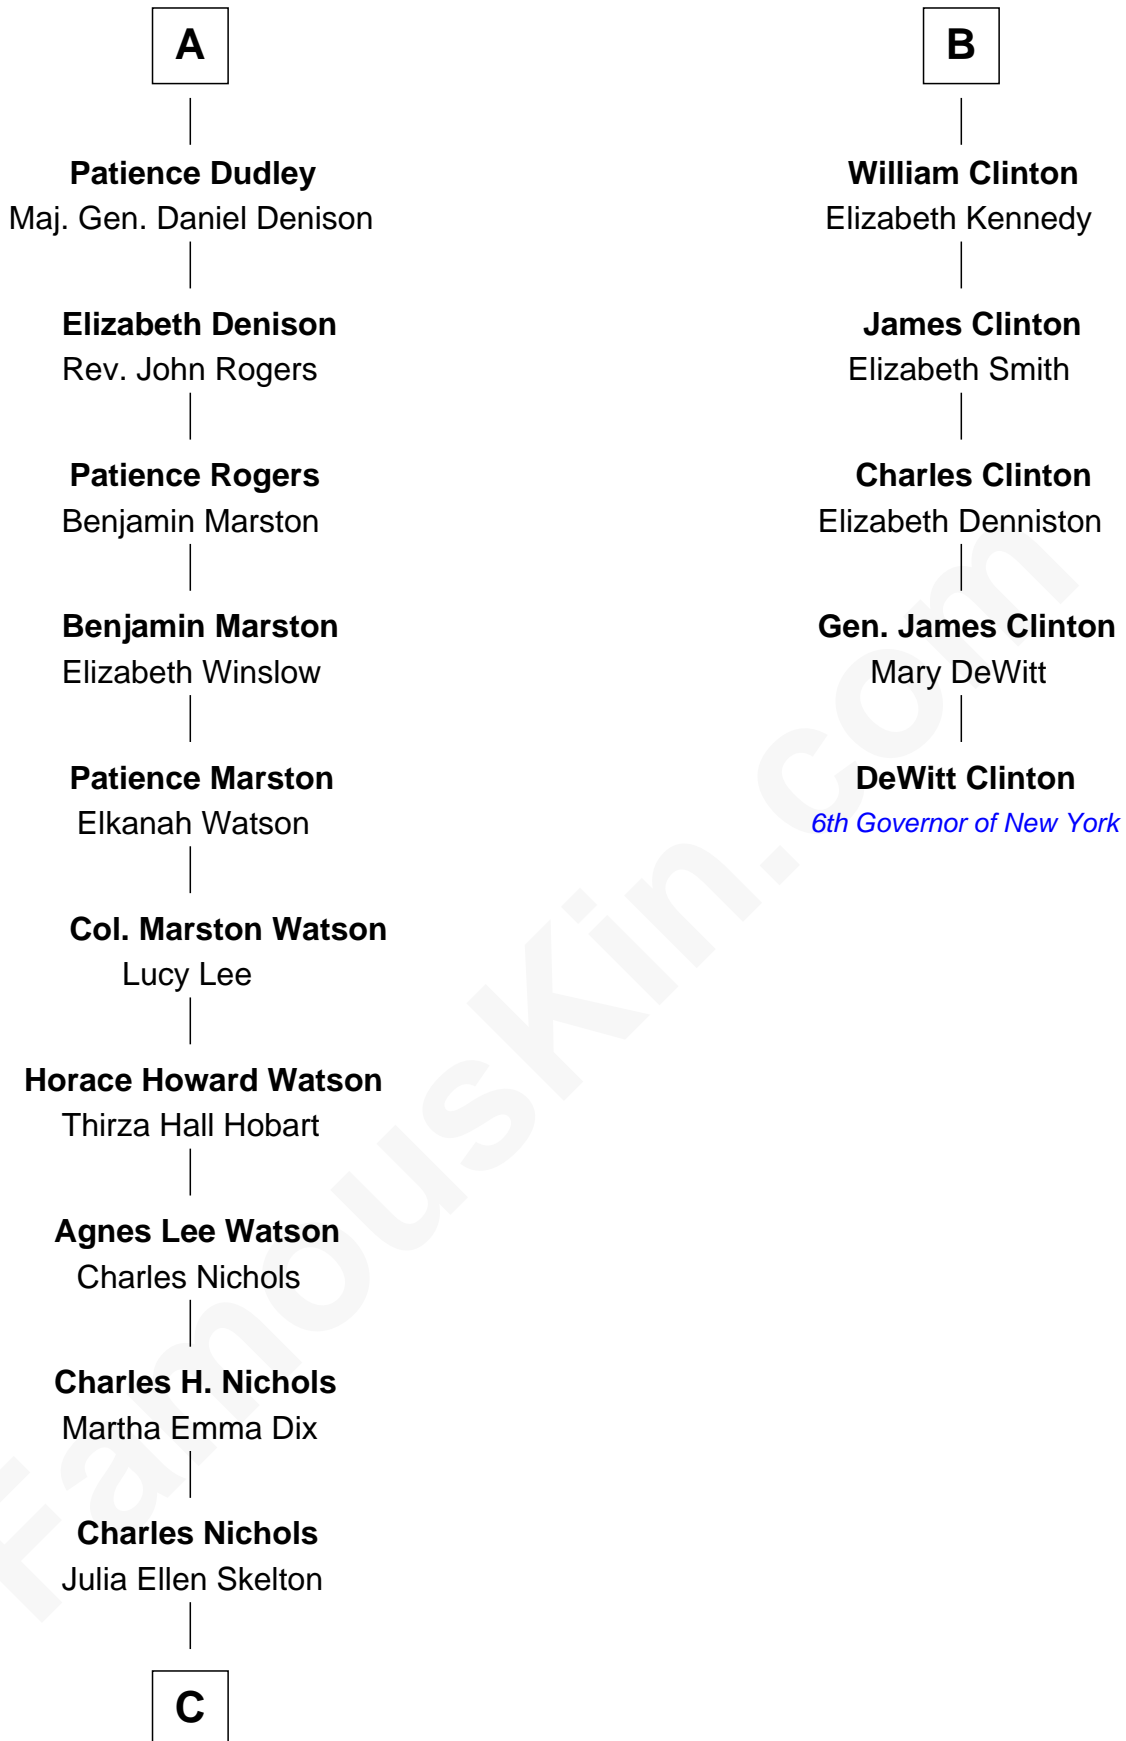 A
Patience Dudley
Maj. Gen. Daniel Denison
Elizabeth Denison
Rev. John Rogers
Patience Rogers
Benjamin Marston
Benjamin Marston
Elizabeth Winslow
Patience Marston
Elkanah Watson
Col. Marston Watson
Lucy Lee
Horace Howard Watson
Thirza Hall Hobart
Agnes Lee Watson
Charles Nichols
Charles H. Nichols
Martha Emma Dix
Charles Nichols
Julia Ellen Skelton
C
B
William Clinton
Elizabeth Kennedy
James Clinton
Elizabeth Smith
Charles Clinton
Elizabeth Denniston
Gen. James Clinton
Mary DeWitt
DeWitt Clinton
6th Governor of New York
FamousKin.com